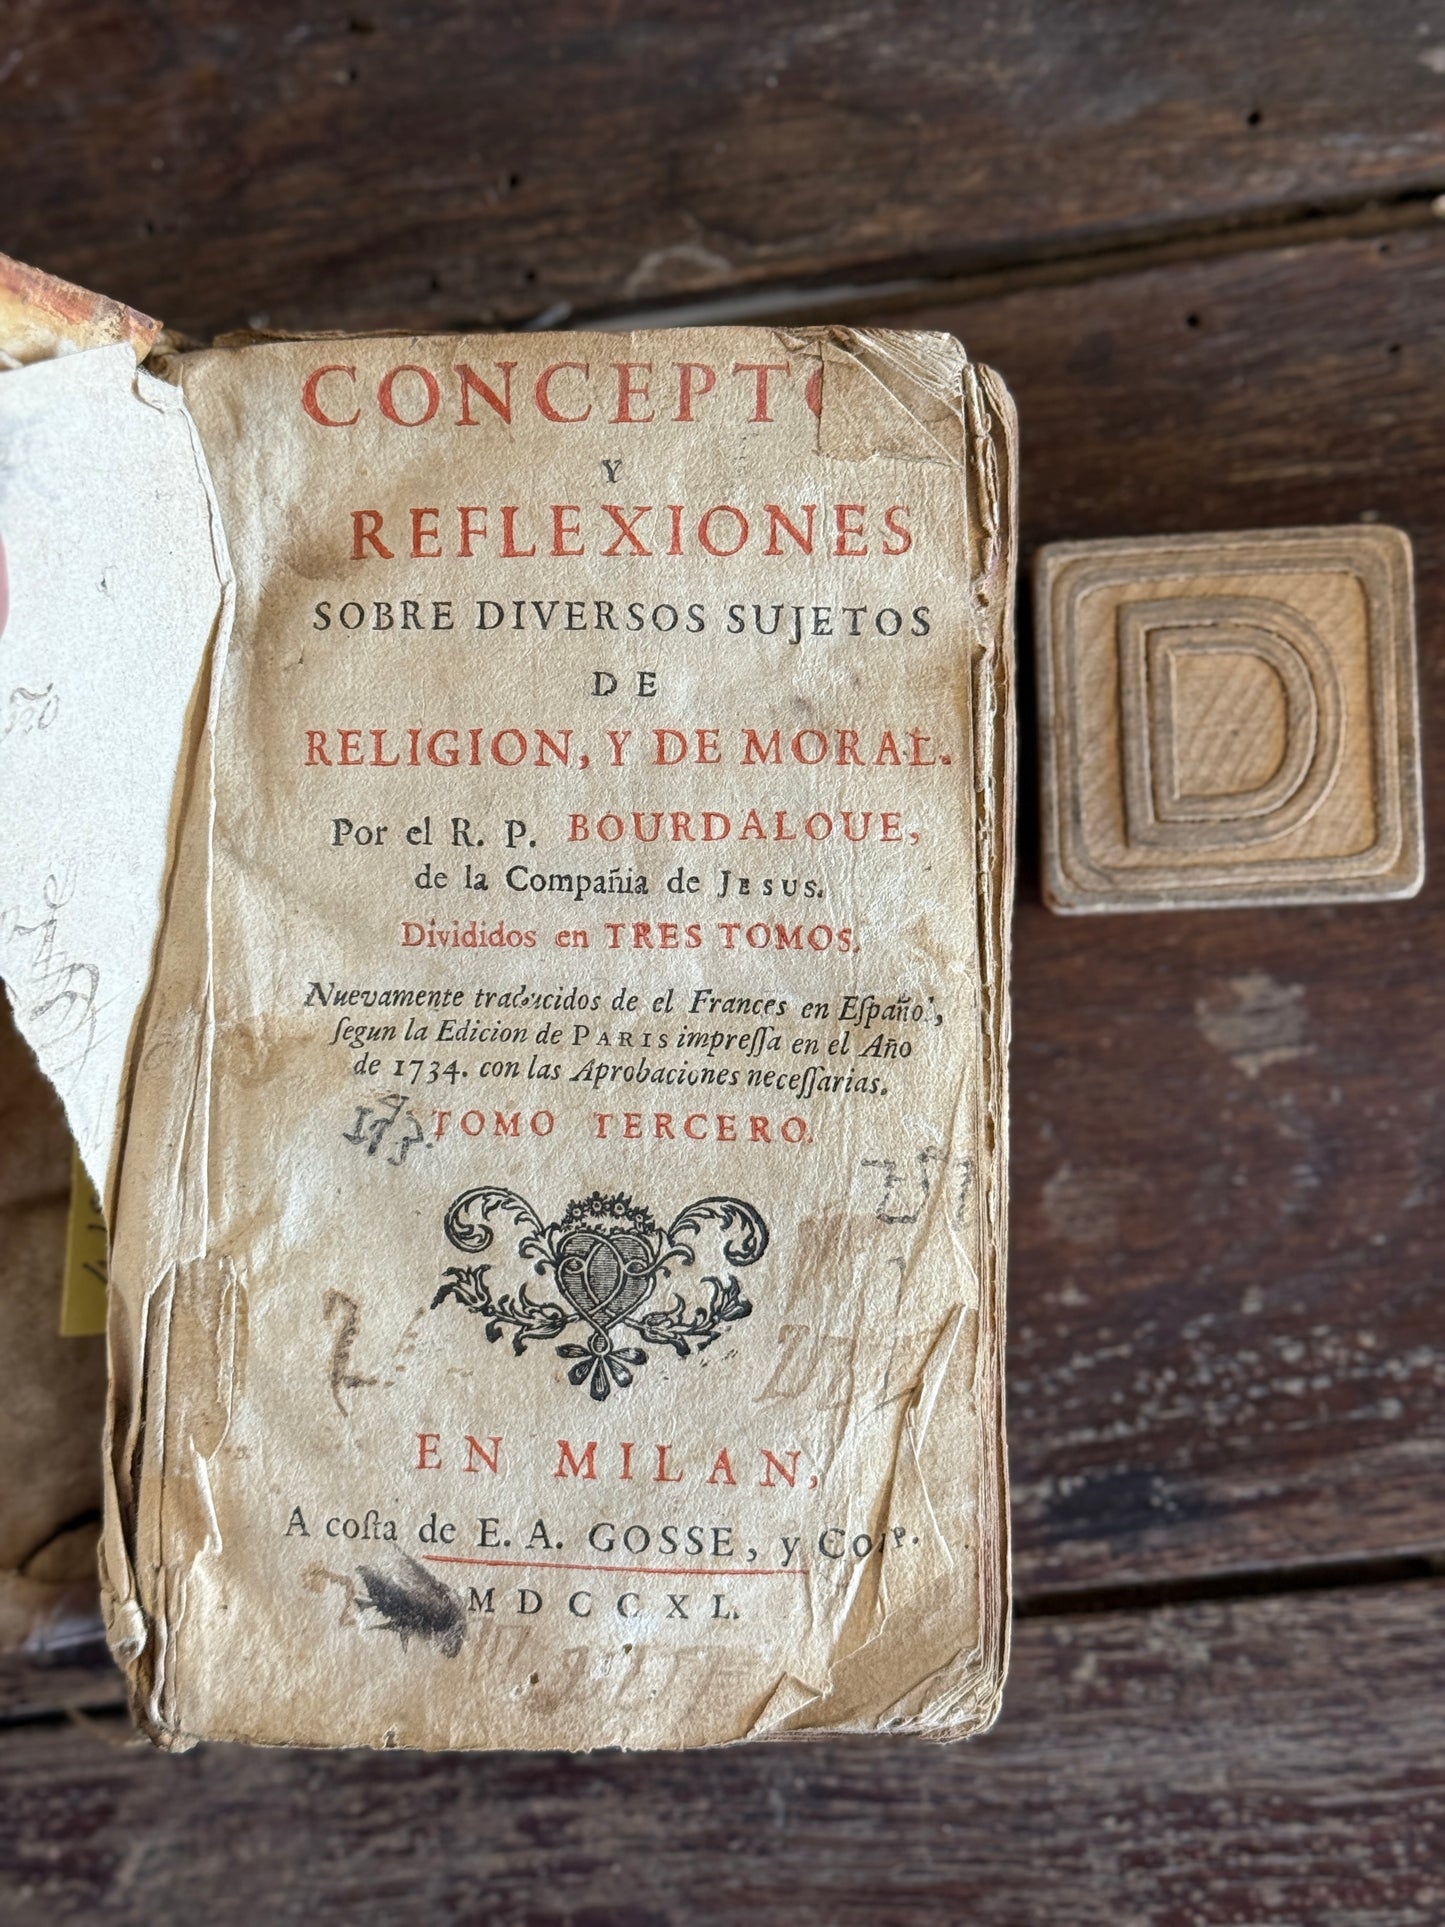 CONCEPTO
Y
REFLEXIONES
SOBRE DIVERSOS SUJETOS
DE
RELIGION, Y DE MORAL.
Por el R. P. BOURDALOUE,
de la Compañia de JESUS.
Divididos en TRES TOMOS.
Nuevamente traducidos de el Frances en Eſpañol,
ſegun la Edicion de PARIS impreſſa en el Año
de 1734. con las Aprobaciones neceſſarias.
TOMO TERCERO.
EN MILAN,
A coſta de E. A. GOSSE, y Comp.
MDCCXL.
D